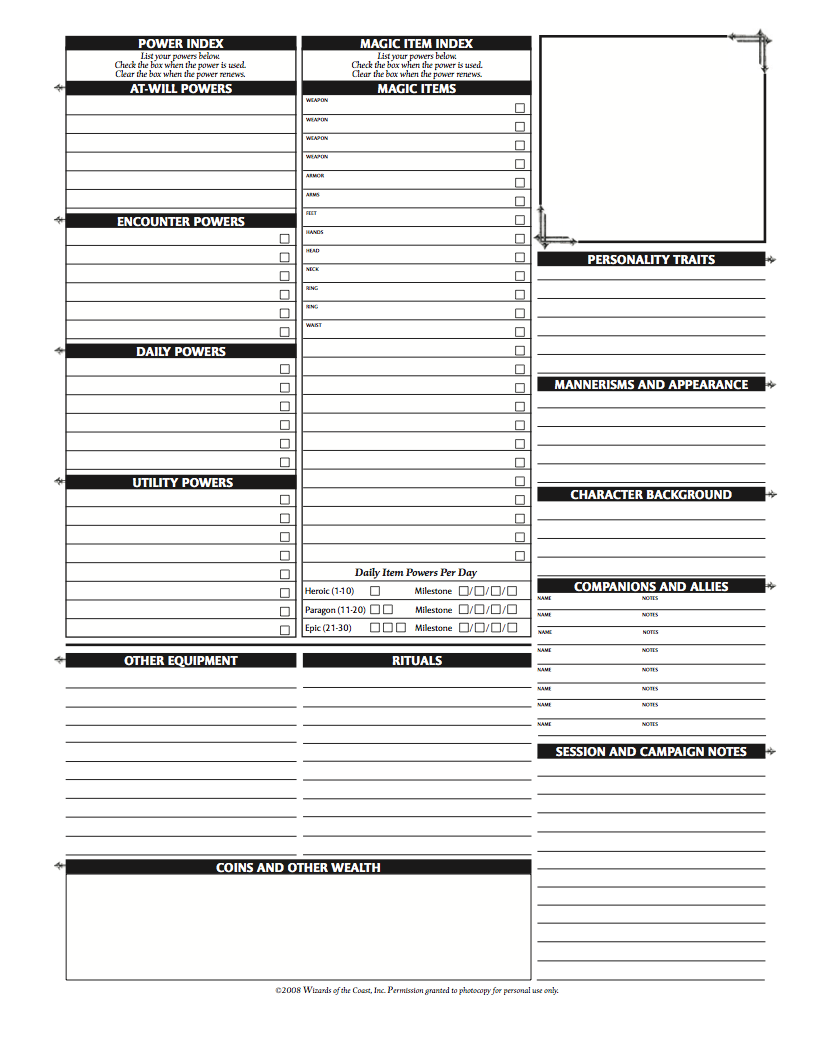 POWER INDEX
List your powers below.
Check the box when the power is used.
Clear the box when the power renews.
AT-WILL POWERS
ENCOUNTER POWERS
DAILY POWERS
UTILITY POWERS
MAGIC ITEM INDEX
List your powers below.
Check the box when the power is used.
Clear the box when the power renews.
MAGIC ITEMS
WEAPON
WEAPON
WEAPON
WEAPON
ARMOR
ARMS
FEET
HANDS
HEAD
NECK
RING
RING
WAIST
Daily Item Powers Per Day
Heroic (1-10) Milestone / / /
Paragon (11-20) Milestone / / /
Epic (21-30) Milestone / / /
OTHER EQUIPMENT
RITUALS
COINS AND OTHER WEALTH
PERSONALITY TRAITS
MANNERISMS AND APPEARANCE
CHARACTER BACKGROUND
COMPANIONS AND ALLIES
NAME NOTES
NAME NOTES
NAME NOTES
NAME NOTES
NAME NOTES
NAME NOTES
NAME NOTES
NAME NOTES
SESSION AND CAMPAIGN NOTES
©2008 Wizards of the Coast, Inc. Permission granted to photocopy for personal use only.